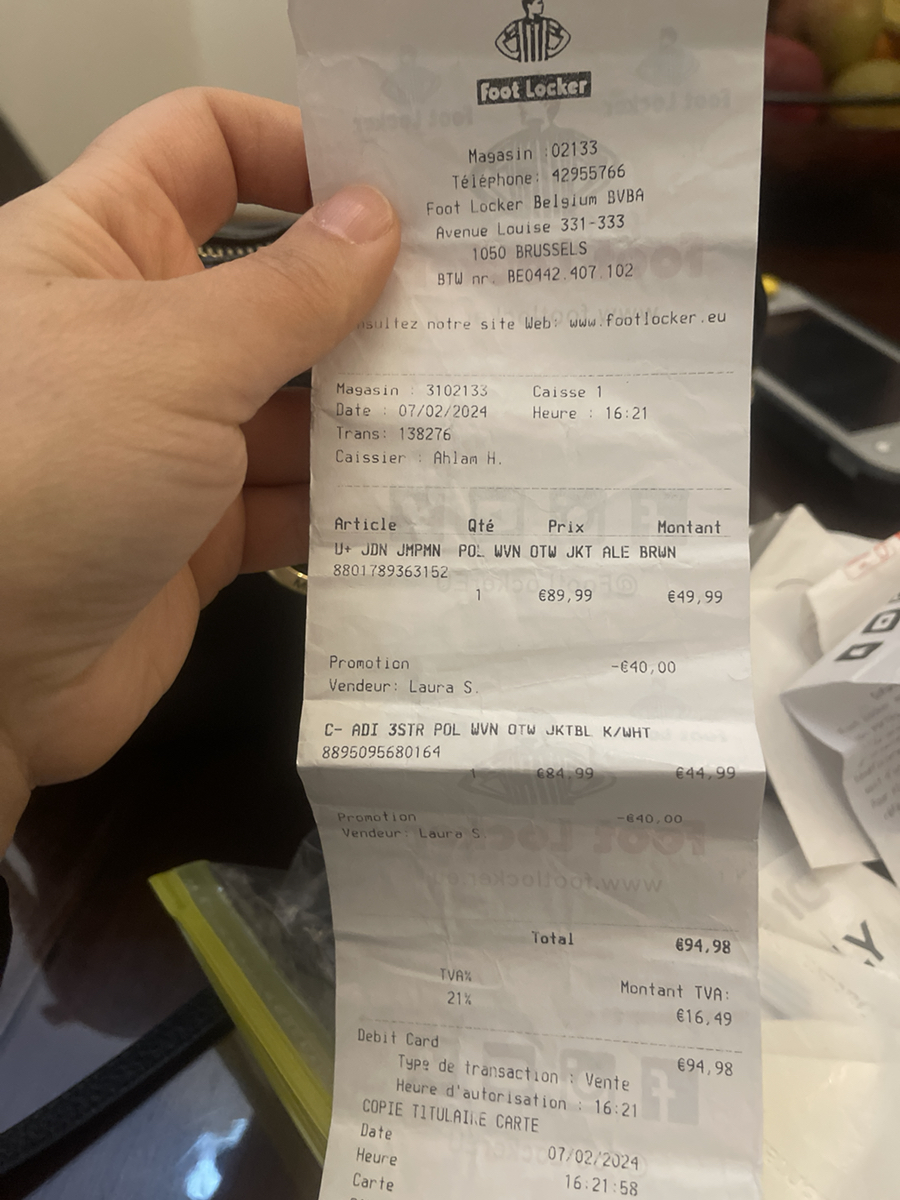 Foot Locker
Magasin :02133
Téléphone: 42955766
Foot Locker Belgium BVBA
Avenue Louise 331-333
1050 BRUSSELS
BTW nr. BE0442.407.102
notre site Web: www.footlocker.eu
Magasin : 3102133 Caisse 1
Date : 07/02/2024 Heure : 16:21
Trans: 138276
Caissier : Ahlam H.
Article Qté Prix Montant
U+ JDN JMPMN POL WVN OTW JKT ALE BRWN
8801789363152
1 €89,99 €49,99
Promotion -€40,00
Vendeur: Laura S.
C- ADI 3STR POL WVN OTW JKTBL K/WHT
8895095680164
1 €84,99 €44,99
Promotion -€40,00
Vendeur: Laura S.
www.footlocker.eu
Total €94,98
TVA% Montant TVA:
21% €16,49
Debit Card €94,98
Type de transaction : Vente
Heure d'autorisation : 16:21
COPIE TITULAIRE CARTE
Date 07/02/2024
Heure 16:21:58
Carte